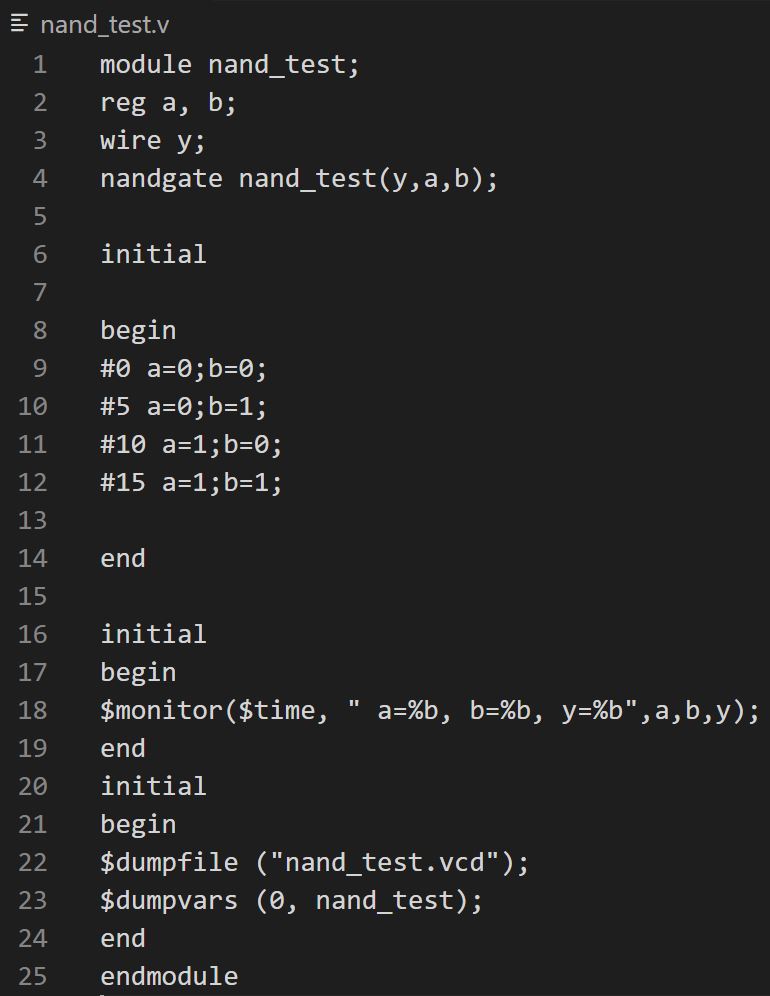 nand_test.v
1 module nand_test;
2 reg a, b;
3 wire y;
4 nandgate nand_test(y,a,b);
5
6 initial
7
8 begin
9 #0 a=0;b=0;
10 #5 a=0;b=1;
11 #10 a=1;b=0;
12 #15 a=1;b=1;
13
14 end
15
16 initial
17 begin
18 $monitor($time, " a=%b, b=%b, y=%b",a,b,y);
19 end
20 initial
21 begin
22 $dumpfile ("nand_test.vcd");
23 $dumpvars (0, nand_test);
24 end
25 endmodule